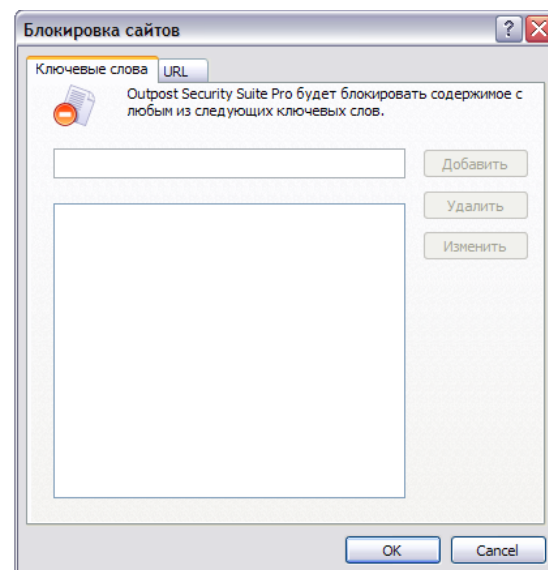 Блокировка сайтов
Ключевые слова
URL
Outpost Security Suite Pro будет блокировать содержимое с
любым из следующих ключевых слов.
Добавить
Удалить
Изменить
OK
Cancel